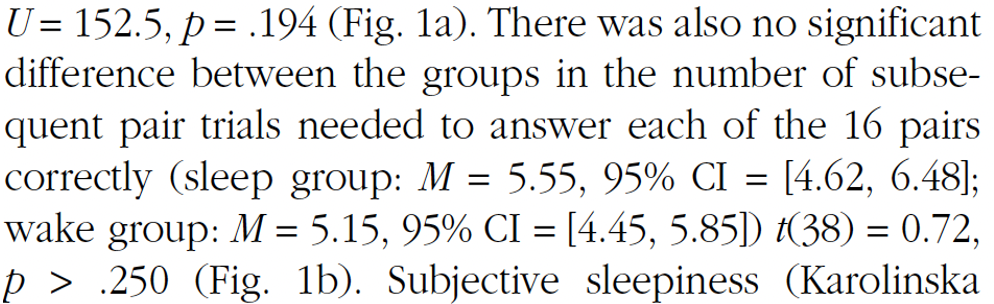 U = 152.5, p = .194 (Fig. 1a). There was also no significant
difference between the groups in the number of subse-
quent pair trials needed to answer each of the 16 pairs
correctly (sleep group: M = 5.55, 95% CI = [4.62, 6.48];
wake group: M = 5.15, 95% CI = [4.45, 5.85]) t(38) = 0.72,
p > .250 (Fig. 1b). Subjective sleepiness (Karolinska